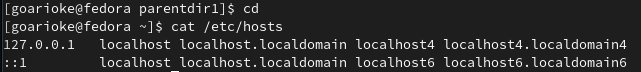 [goarioke@fedora parentdir1]$ cd
[goarioke@fedora ~]$ cat /etc/hosts
127.0.0.1   localhost localhost.localdomain localhost4 localhost4.localdomain4
::1         localhost localhost.localdomain localhost6 localhost6.localdomain6